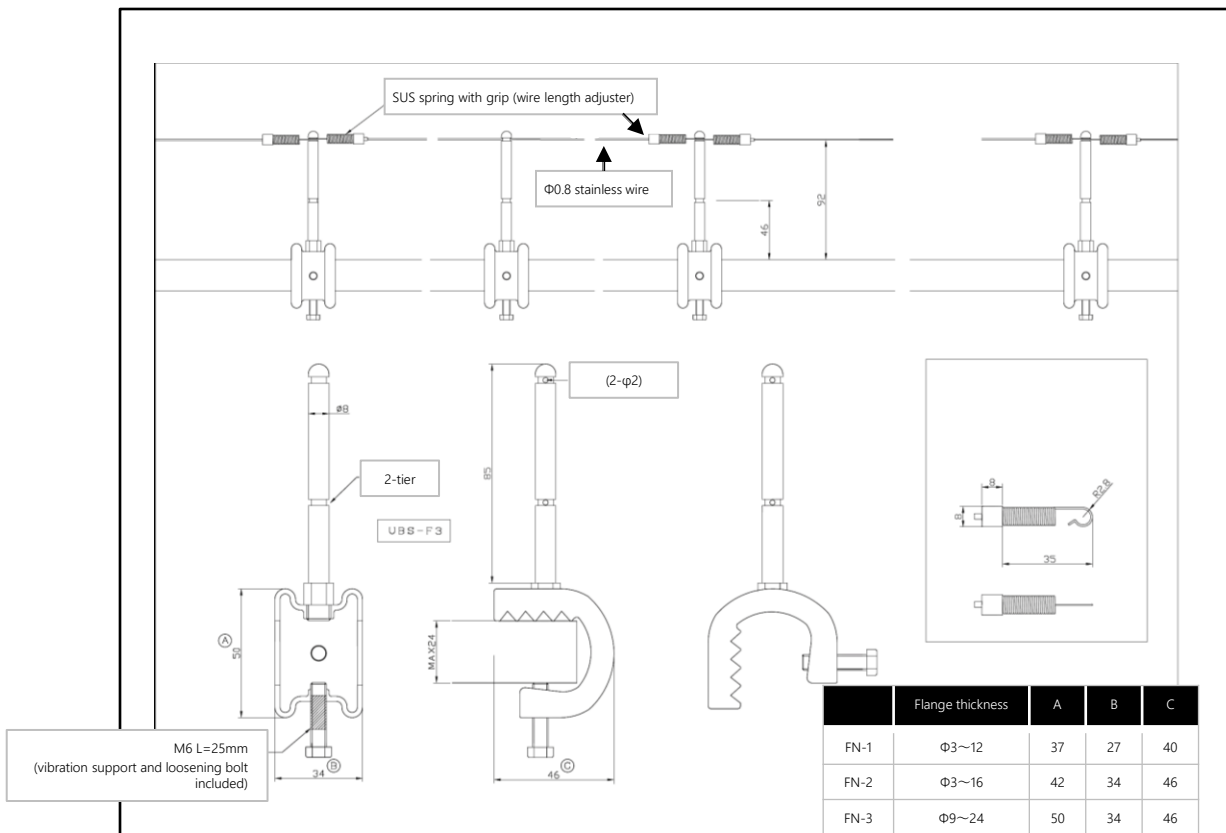 SUS spring with grip (wire length adjuster)
Φ0.8 stainless wire
92
46
(2-φ2)
ø8
2-tier
85
UBS-F3
8
R2.8
8
35
A
50
MAX24
M6 L=25mm
(vibration support and loosening bolt
included)
B
34
C
46
Flange thickness A B C
FN-1 Φ3～12 37 27 40
FN-2 Φ3～16 42 34 46
FN-3 Φ9～24 50 34 46